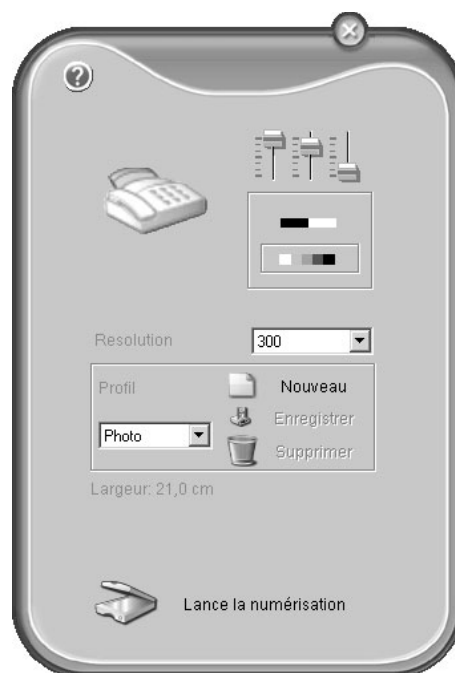 ?
Resolution
300
Profil
Nouveau
Photo
Enregistrer
Supprimer
Largeur: 21,0 cm
Lance la numérisation